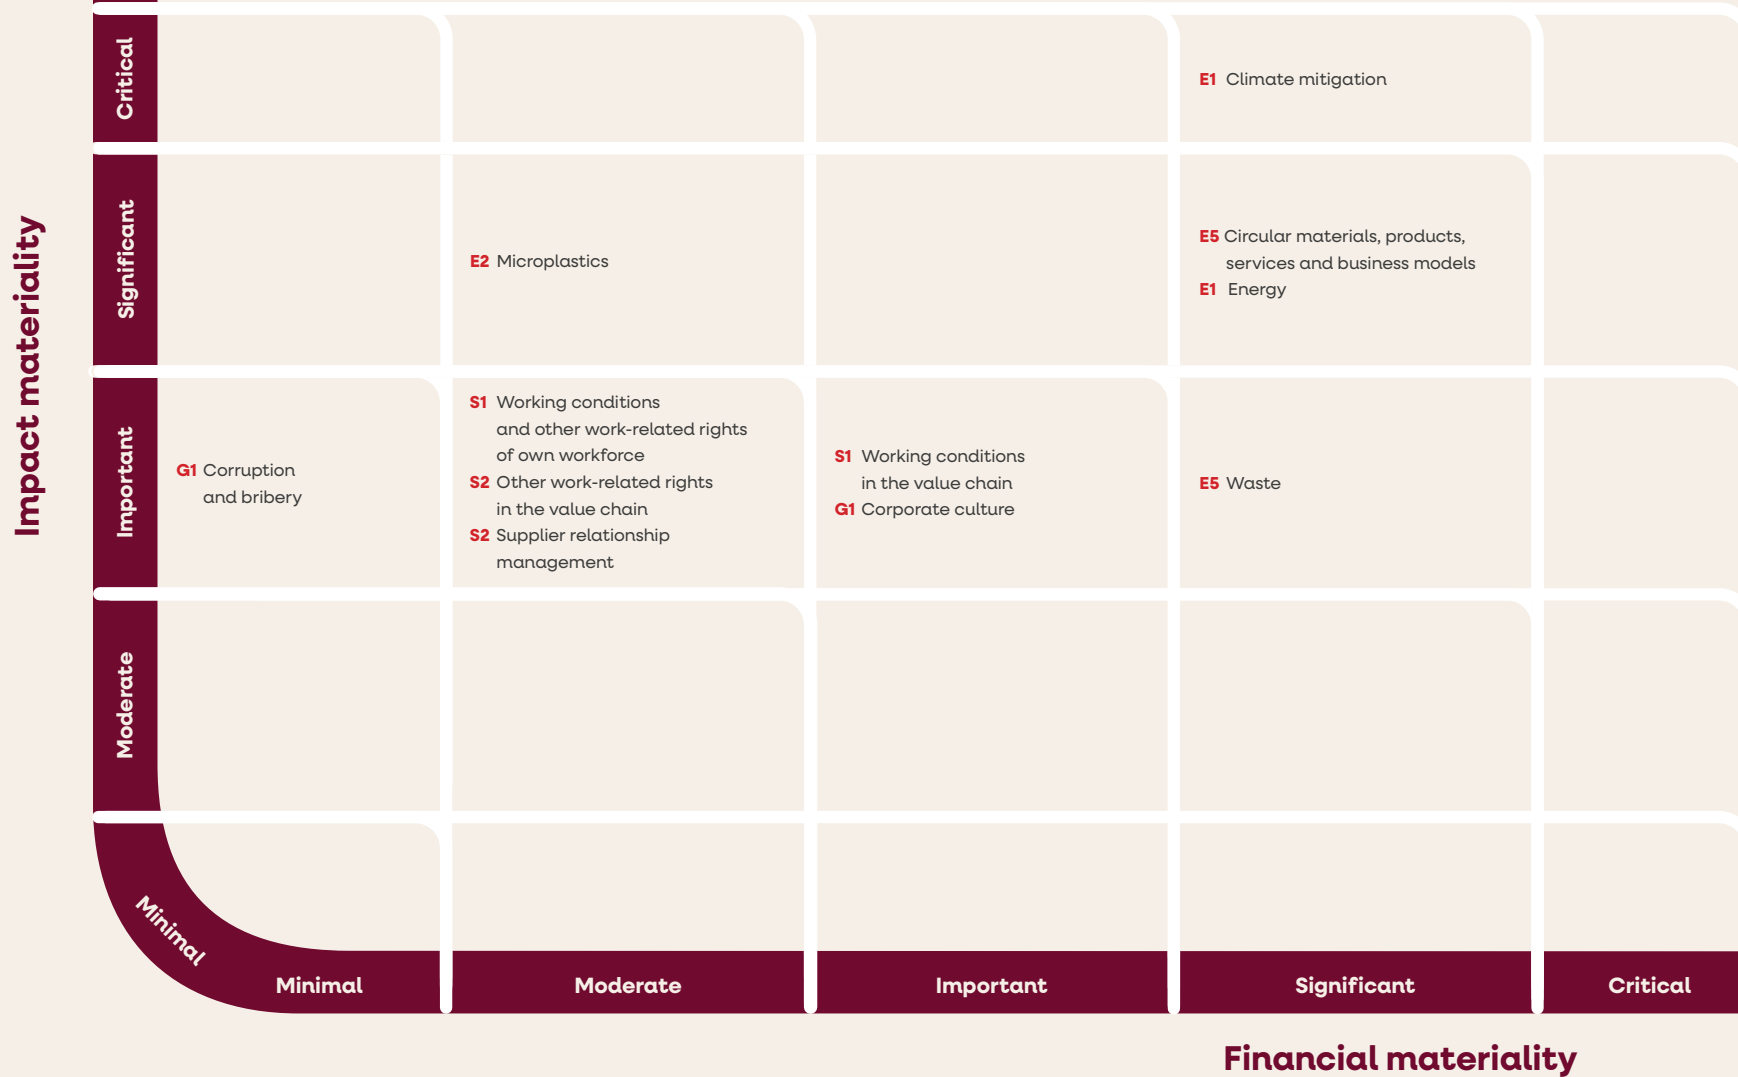 Impact materiality
Critical
E1 Climate mitigation
Significant
E2 Microplastics
E5 Circular materials, products,
services and business models
E1 Energy
Important
G1 Corruption
and bribery
S1 Working conditions
and other work-related rights
of own workforce
S2 Other work-related rights
in the value chain
S2 Supplier relationship
management
S1 Working conditions
in the value chain
G1 Corporate culture
E5 Waste
Moderate
Minimal
Minimal
Moderate
Important
Significant
Critical
Financial materiality